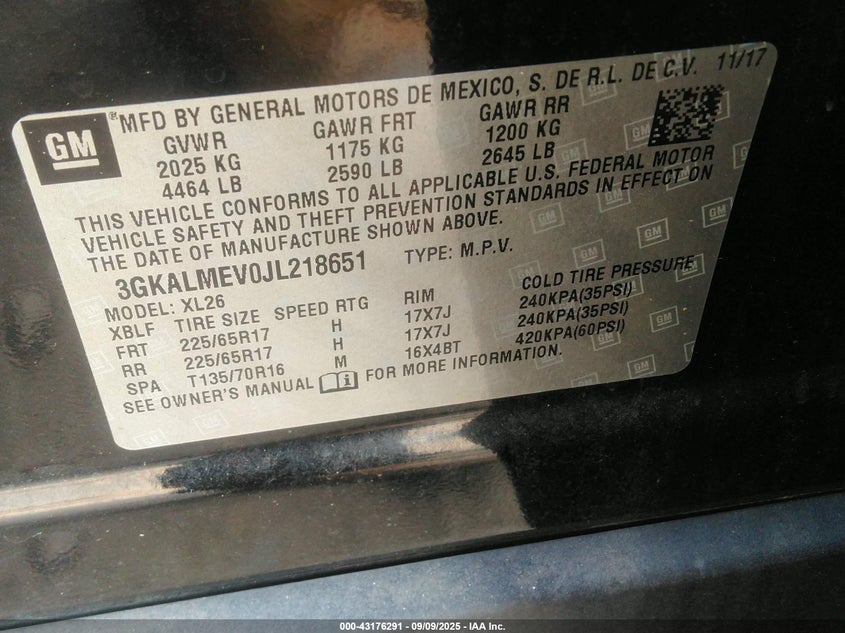 GM
®MFD BY GENERAL MOTORS DE MEXICO, S. DE R.L. DE C.V. 11/17
GVWR GAWR FRT GAWR RR
2025 KG 1175 KG 1200 KG
4464 LB 2590 LB 2645 LB
THIS VEHICLE CONFORMS TO ALL APPLICABLE U.S. FEDERAL MOTOR
VEHICLE SAFETY AND THEFT PREVENTION STANDARDS IN EFFECT ON
THE DATE OF MANUFACTURE SHOWN ABOVE.
3GKALMEV0JL218651 TYPE: M.P.V.
MODEL: XL26
XBLF TIRE SIZE SPEED RTG RIM COLD TIRE PRESSURE
FRT 225/65R17 H 17X7J 240KPA(35PSI)
RR 225/65R17 H 17X7J 240KPA(35PSI)
SPA T135/70R16 M 16X4BT 420KPA(60PSI)
SEE OWNER'S MANUAL FOR MORE INFORMATION.
000-43176291 - 09/09/2025 - IAA Inc.